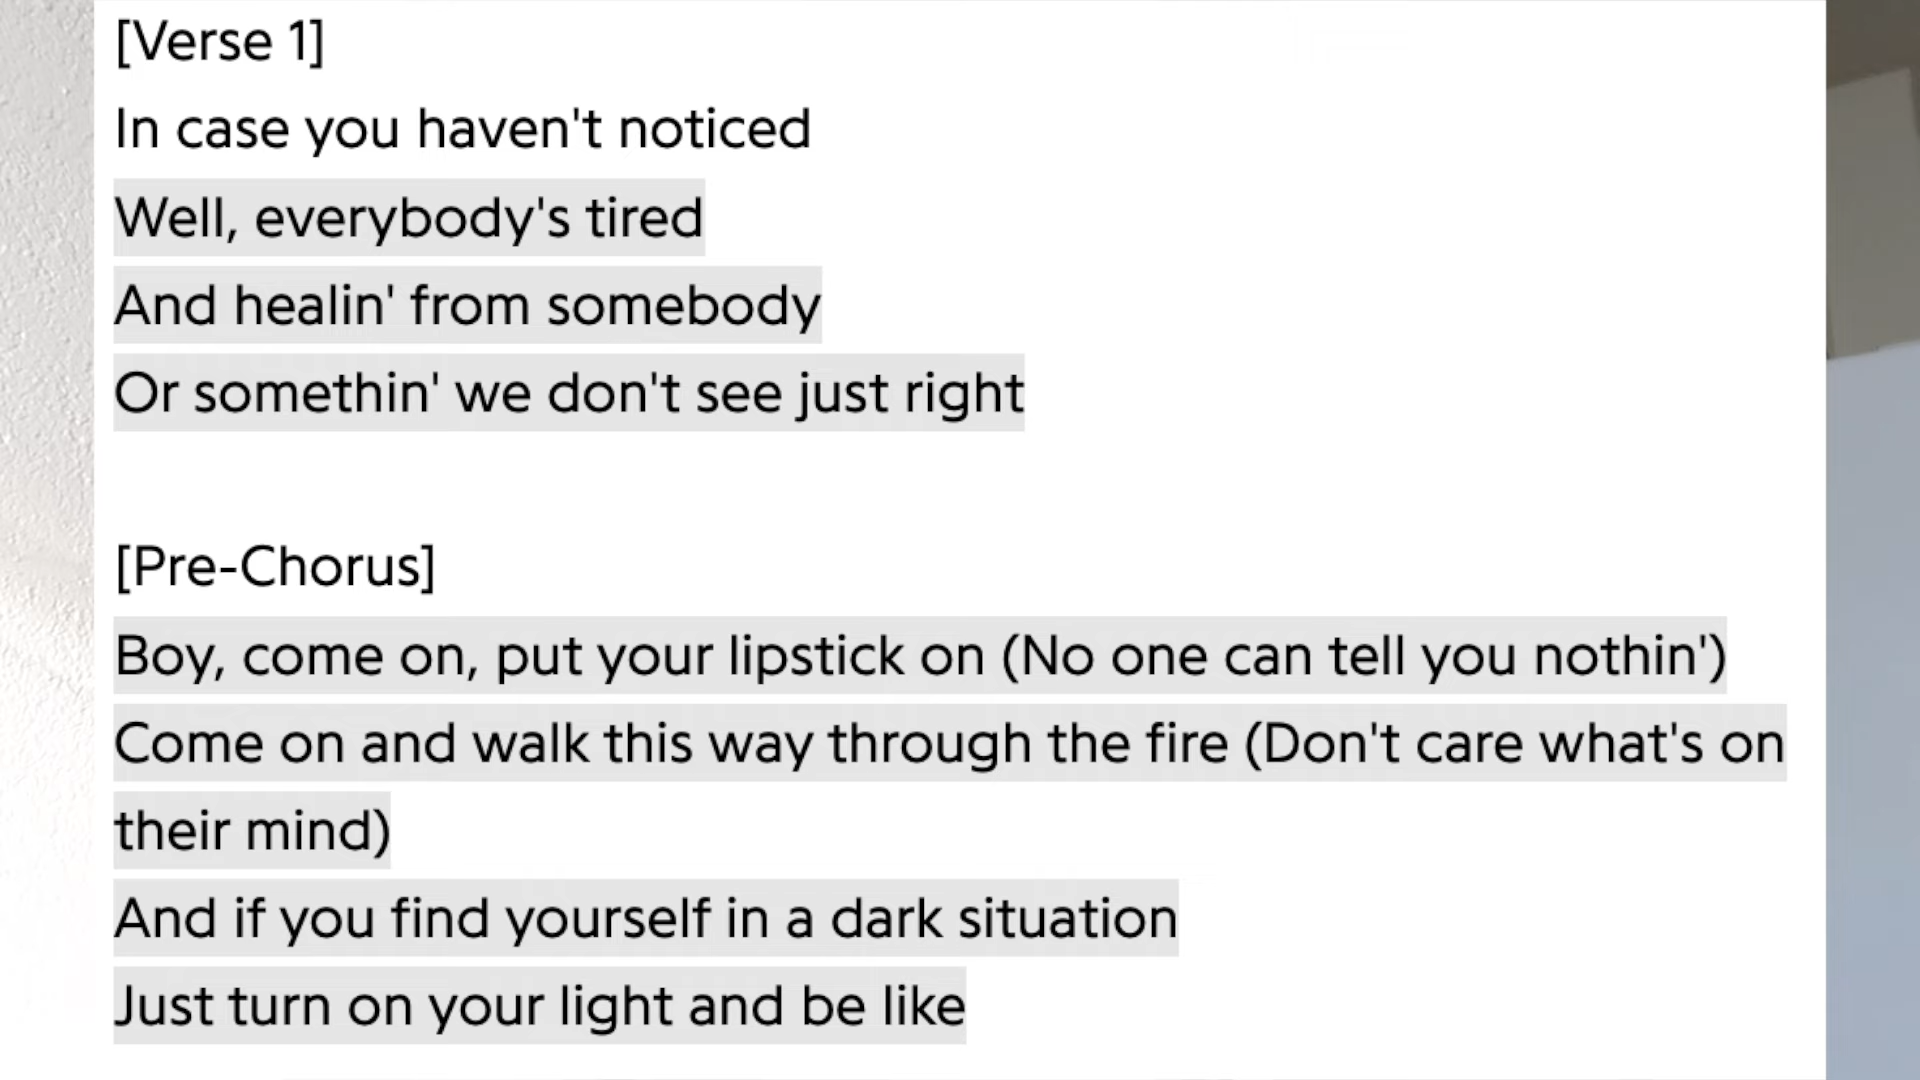 [Verse 1]
In case you haven't noticed
Well, everybody's tired
And healin' from somebody
Or somethin' we don't see just right
[Pre-Chorus]
Boy, come on, put your lipstick on (No one can tell you nothin')
Come on and walk this way through the fire (Don't care what's on
their mind)
And if you find yourself in a dark situation
Just turn on your light and be like